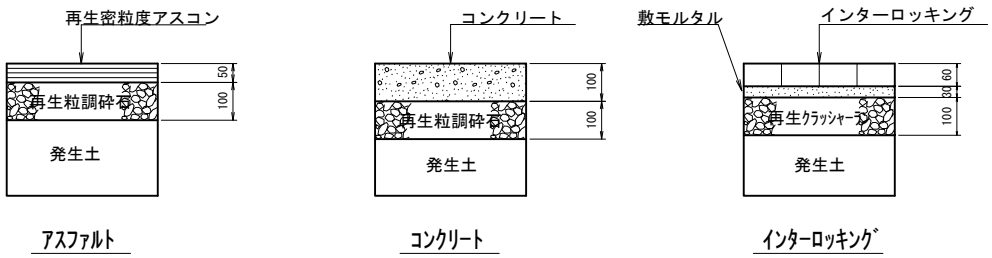 再生密粒度アスコン
50
100
再生粒調砕石
発生土
アスファルト
コンクリート
100
100
再生粒調砕石
発生土
コンクリート
敷モルタル
インターロッキング
60
30
100
再生クラッシャーラン
発生土
インターロッキング